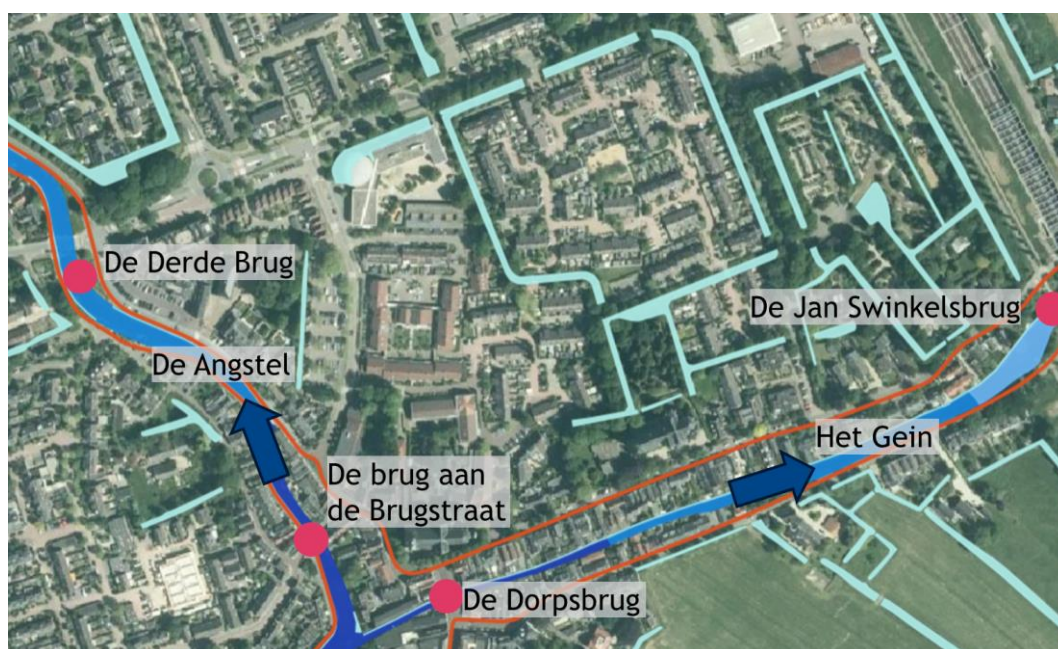 De Derde Brug
De Jan Swinkelsbrug
De Angstel
Het Gein
De brug aan
de Brugstraat
De Dorpsbrug